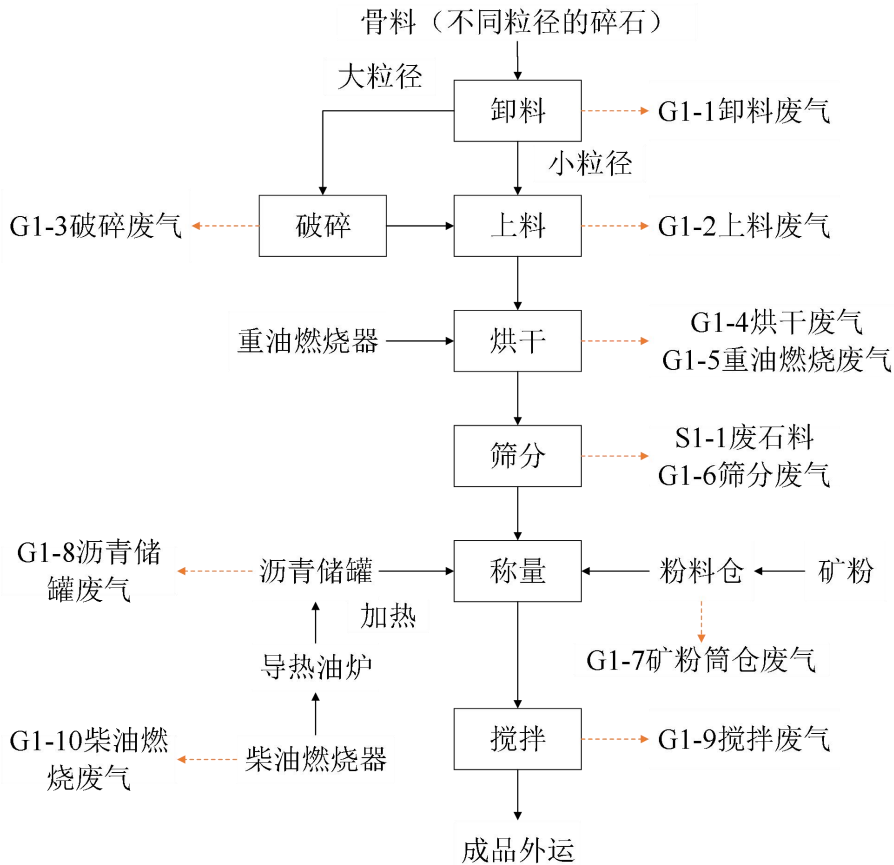 骨料（不同粒径的碎石）
大粒径
卸料
G1-1卸料废气
小粒径
G1-3破碎废气
破碎
上料
G1-2上料废气
重油燃烧器
烘干
G1-4烘干废气
G1-5重油燃烧废气
筛分
S1-1废石料
G1-6筛分废气
G1-8沥青储
罐废气
沥青储罐
称量
粉料仓
矿粉
加热
导热油炉
G1-7矿粉筒仓废气
G1-10柴油燃
烧废气
柴油燃烧器
搅拌
G1-9搅拌废气
成品外运